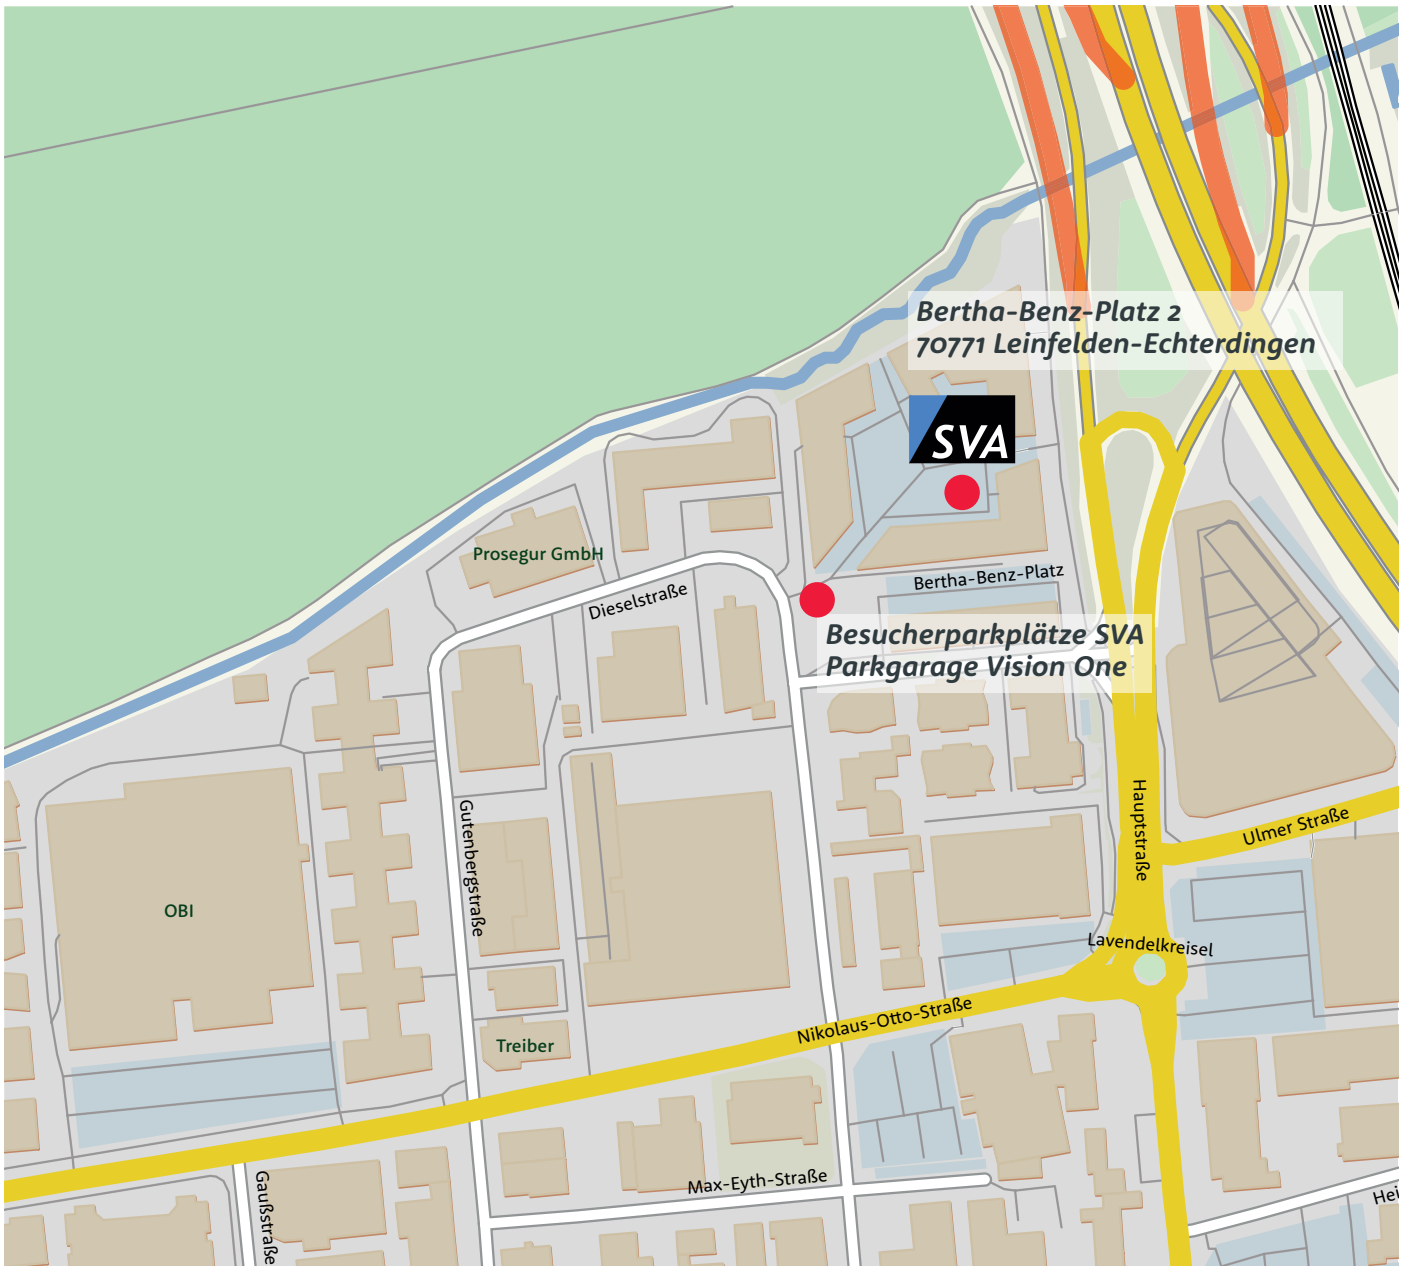 Bertha-Benz-Platz 2
70771 Leinfelden-Echterdingen
SVA
Prosegur GmbH
Dieselstraße
Bertha-Benz-Platz
Besucherparkplätze SVA
Parkgarage Vision One
Gutenbergstraße
Hauptstraße
Ulmer Straße
OBI
Lavendelkreisel
Nikolaus-Otto-Straße
Treiber
Max-Eyth-Straße
Gaußstraße
Hei